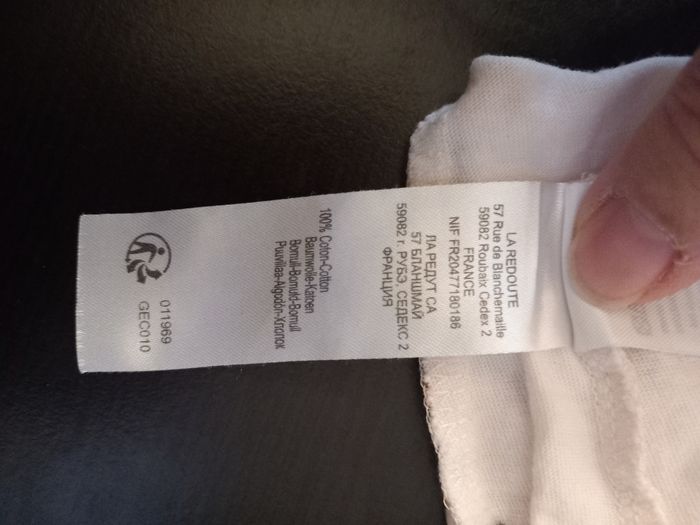 LA REDOUTE
57 Rue de Blanchemaille
59082 Roubaix Cedex 2
FRANCE
NIF FR20477180186
ЛА РЕДУТ СА
57 БЛАНШМАЙ
59082 г. РУБЭ, СЕДЕКС 2
ФРАНЦИЯ
100% Coton-Cotton
Baumwolle-Katoen
Bomull-Bomuld-Bomull
Puuvillaa-Algodón-Хлопок
011969
GEC010